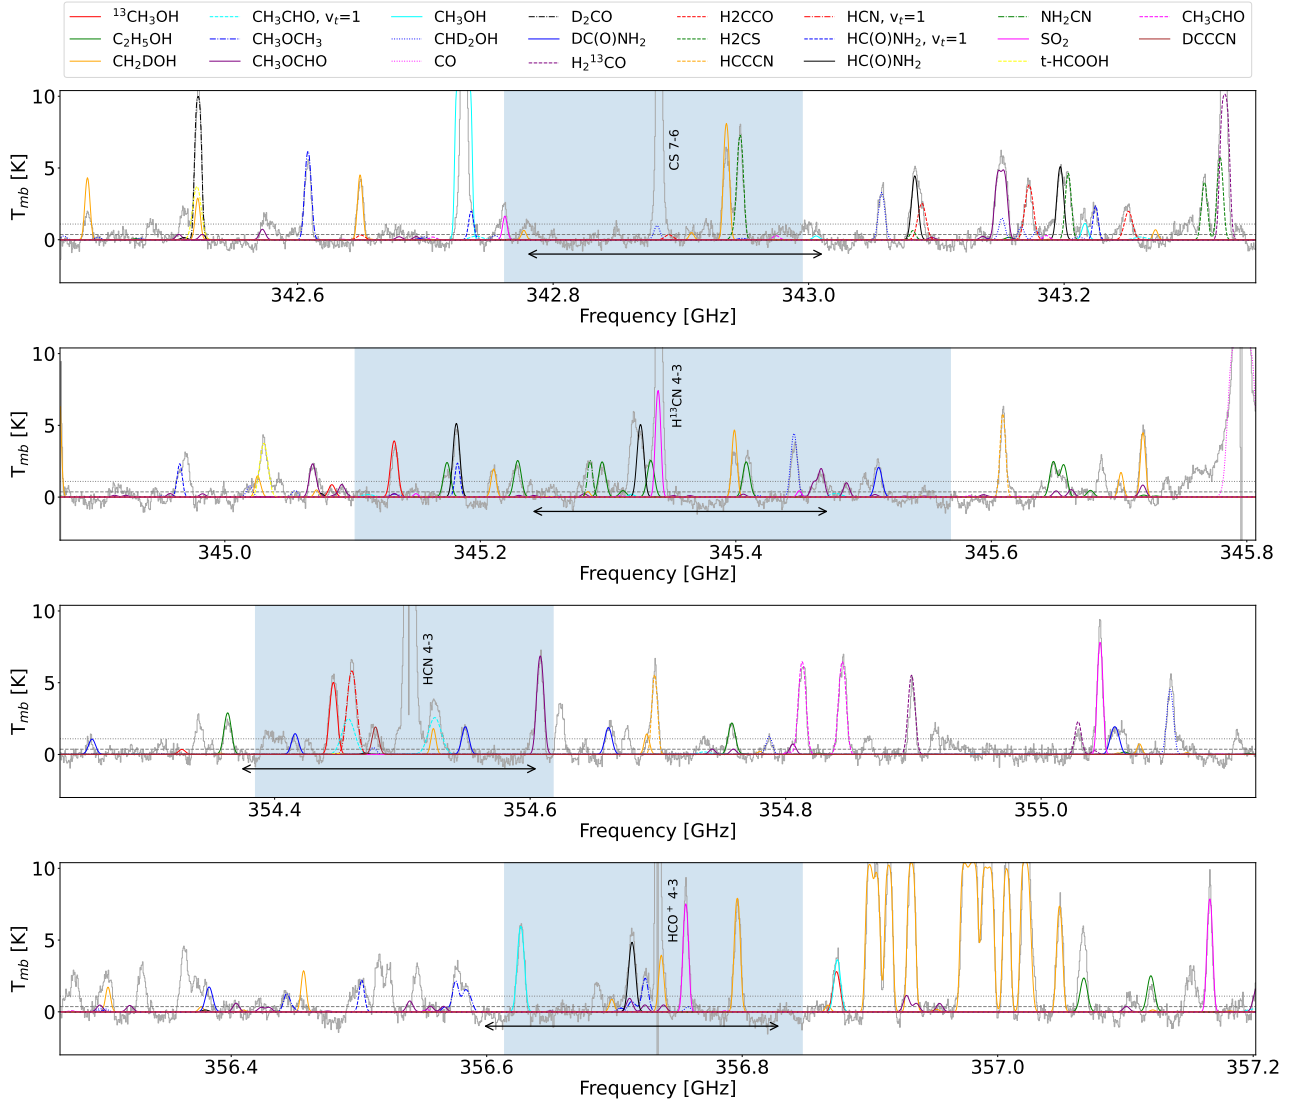 ¹³CH₃OH CH₃CHO, vₜ=1 CH₃OH D₂CO H2CCO HCN, vₜ=1 NH₂CN CH₃CHO
C₂H₅OH CH₃OCH₃ CHD₂OH DC(O)NH₂ H2CS HC(O)NH₂, vₜ=1 SO₂ DCCCN
CH₂DOH CH₃OCHO CO H₂¹³CO HCCCN HC(O)NH₂ t-HCOOH
10
5
0
T_mb [K]
CS 7-6
342.6 342.8 343.0 343.2
Frequency [GHz]
10
5
0
T_mb [K]
H¹³CN 4-3
345.0 345.2 345.4 345.6 345.8
Frequency [GHz]
10
5
0
T_mb [K]
HCN 4-3
354.4 354.6 354.8 355.0
Frequency [GHz]
10
5
0
T_mb [K]
HCO⁺ 4-3
356.4 356.6 356.8 357.0 357.2
Frequency [GHz]